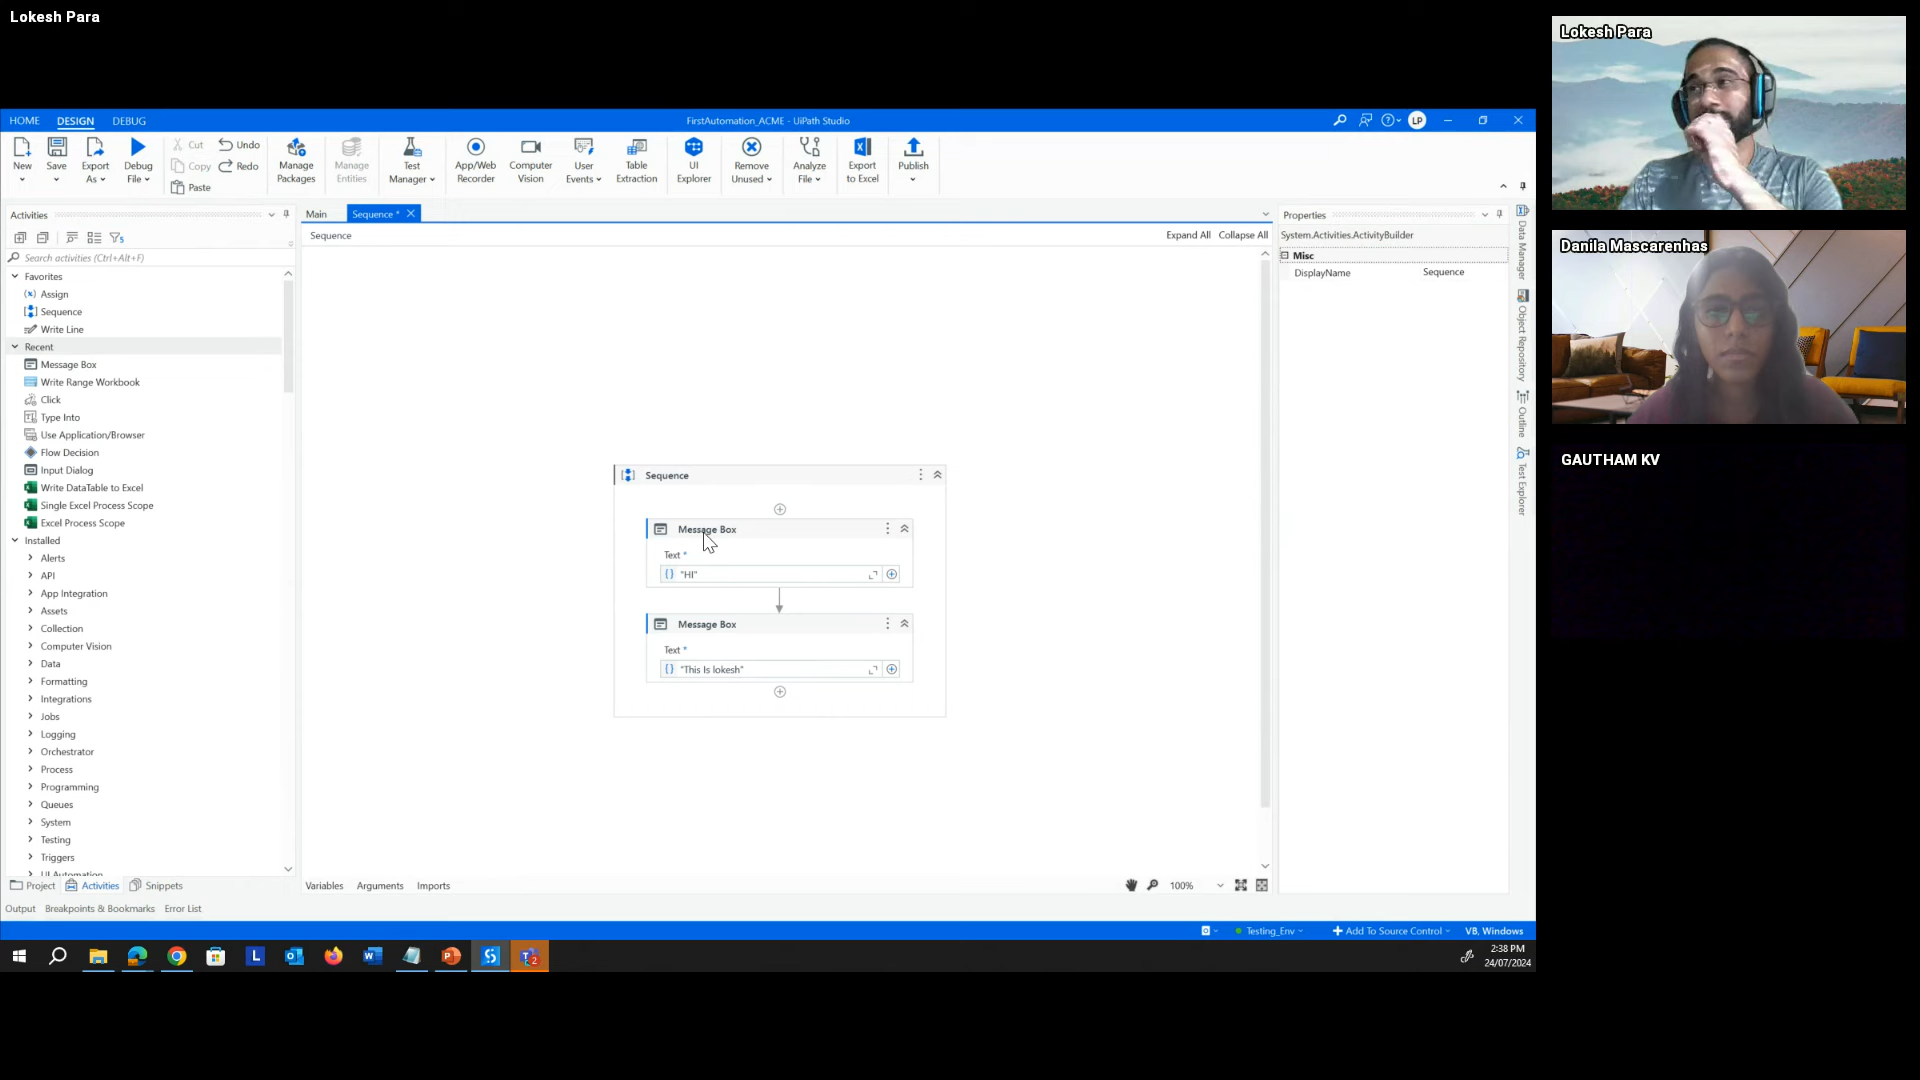 Lokesh Para
HOME DESIGN DEBUG
FirstAutomation_ACME - UiPath Studio
LP
New
Save
Export As
Debug File
Cut
Copy
Paste
Undo
Redo
Manage Packages
Manage Entities
Test Manager
App/Web Recorder
Computer Vision
User Events
Table Extraction
UI Explorer
Remove Unused
Analyze File
Export to Excel
Publish
Activities
Search activities (Ctrl+Alt+F)
Favorites
Assign
Sequence
Write Line
Recent
Message Box
Write Range Workbook
Click
Type Into
Use Application/Browser
Flow Decision
Input Dialog
Write DataTable to Excel
Single Excel Process Scope
Excel Process Scope
Installed
Alerts
API
App Integration
Assets
Collection
Computer Vision
Data
Formatting
Integrations
Jobs
Logging
Orchestrator
Process
Programming
Queues
System
Testing
Triggers
UI Automation
Project Activities Snippets
Output Breakpoints & Bookmarks Error List
Main Sequence *
Sequence
Expand All Collapse All
Sequence
Message Box
Text *
"HI"
Message Box
Text *
"This Is lokesh"
Variables Arguments Imports
100%
Properties
System.Activities.ActivityBuilder
Misc
DisplayName Sequence
Data Manager
Object Repository
Outline
Test Explorer
Testing_Env
Add To Source Control
VB, Windows
2:38 PM
24/07/2024
Lokesh Para
Danila Mascarenhas
GAUTHAM KV